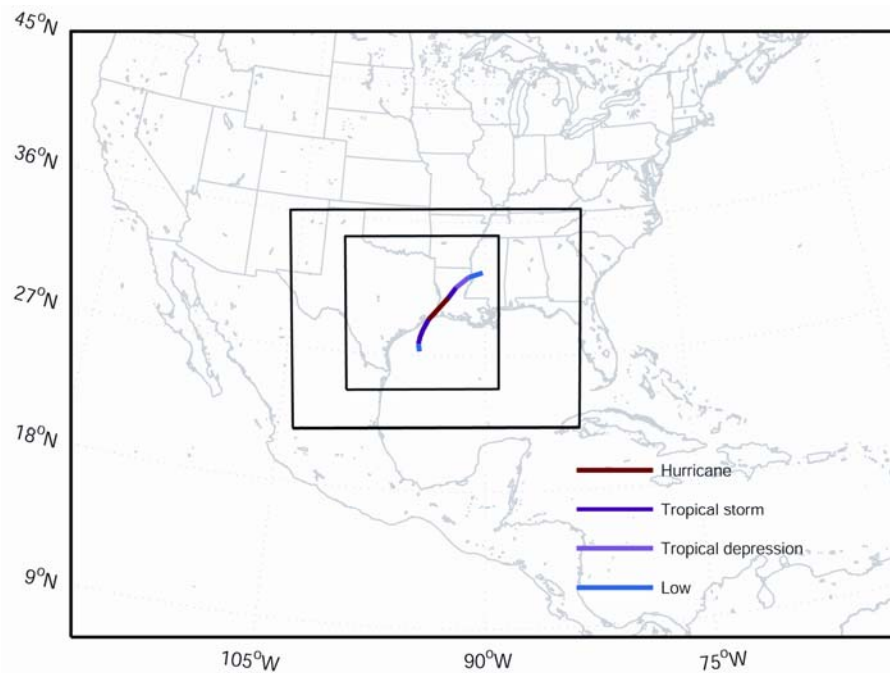 45°N
36°N
27°N
18°N
9°N
Hurricane
Tropical storm
Tropical depression
Low
105°W 90°W 75°W